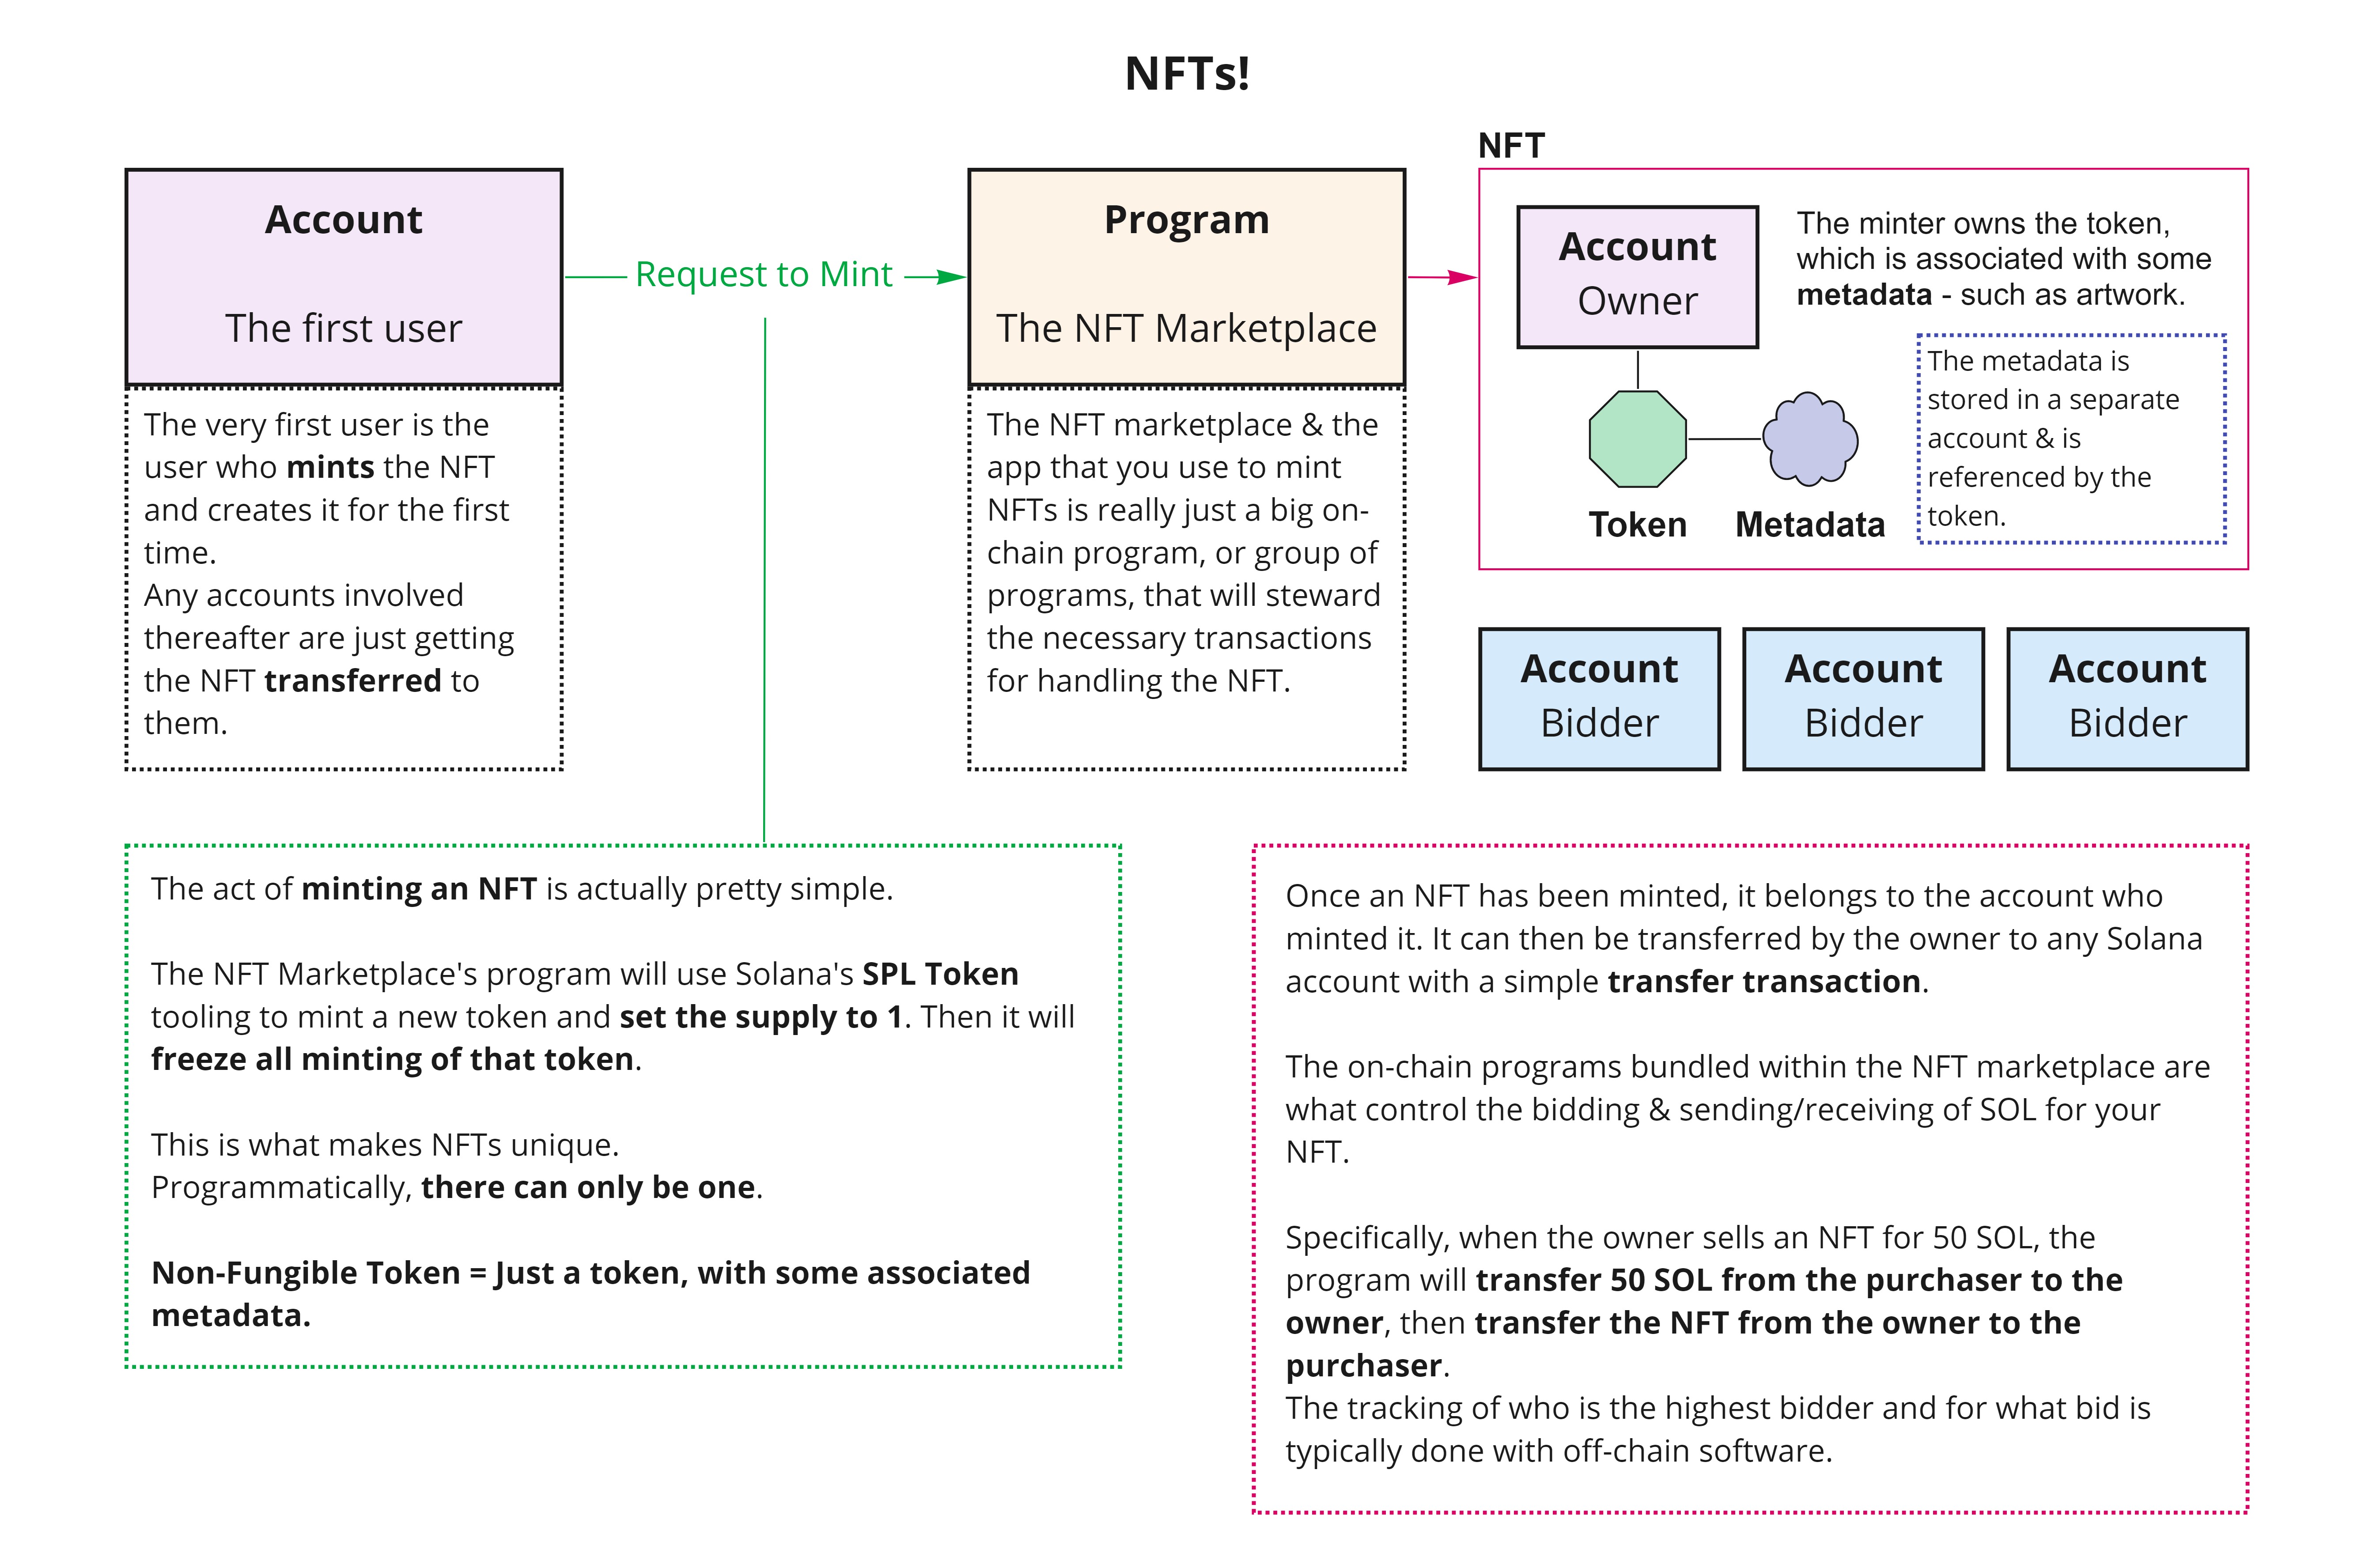 NFTs!
Account
The first user
The very first user is the
user who mints the NFT
and creates it for the first
time.
Any accounts involved
thereafter are just getting
the NFT transferred to
them.
Request to Mint
Program
The NFT Marketplace
The NFT marketplace & the
app that you use to mint
NFTs is really just a big on-
chain program, or group of
programs, that will steward
the necessary transactions
for handling the NFT.
NFT
Account
Owner
The minter owns the token,
which is associated with some
metadata - such as artwork.
The metadata is
stored in a separate
account & is
referenced by the
token.
Token
Metadata
Account
Bidder
Account
Bidder
Account
Bidder
The act of minting an NFT is actually pretty simple.
The NFT Marketplace's program will use Solana's SPL Token
tooling to mint a new token and set the supply to 1. Then it will
freeze all minting of that token.
This is what makes NFTs unique.
Programmatically, there can only be one.
Non-Fungible Token = Just a token, with some associated
metadata.
Once an NFT has been minted, it belongs to the account who
minted it. It can then be transferred by the owner to any Solana
account with a simple transfer transaction.
The on-chain programs bundled within the NFT marketplace are
what control the bidding & sending/receiving of SOL for your
NFT.
Specifically, when the owner sells an NFT for 50 SOL, the
program will transfer 50 SOL from the purchaser to the
owner, then transfer the NFT from the owner to the
purchaser.
The tracking of who is the highest bidder and for what bid is
typically done with off-chain software.